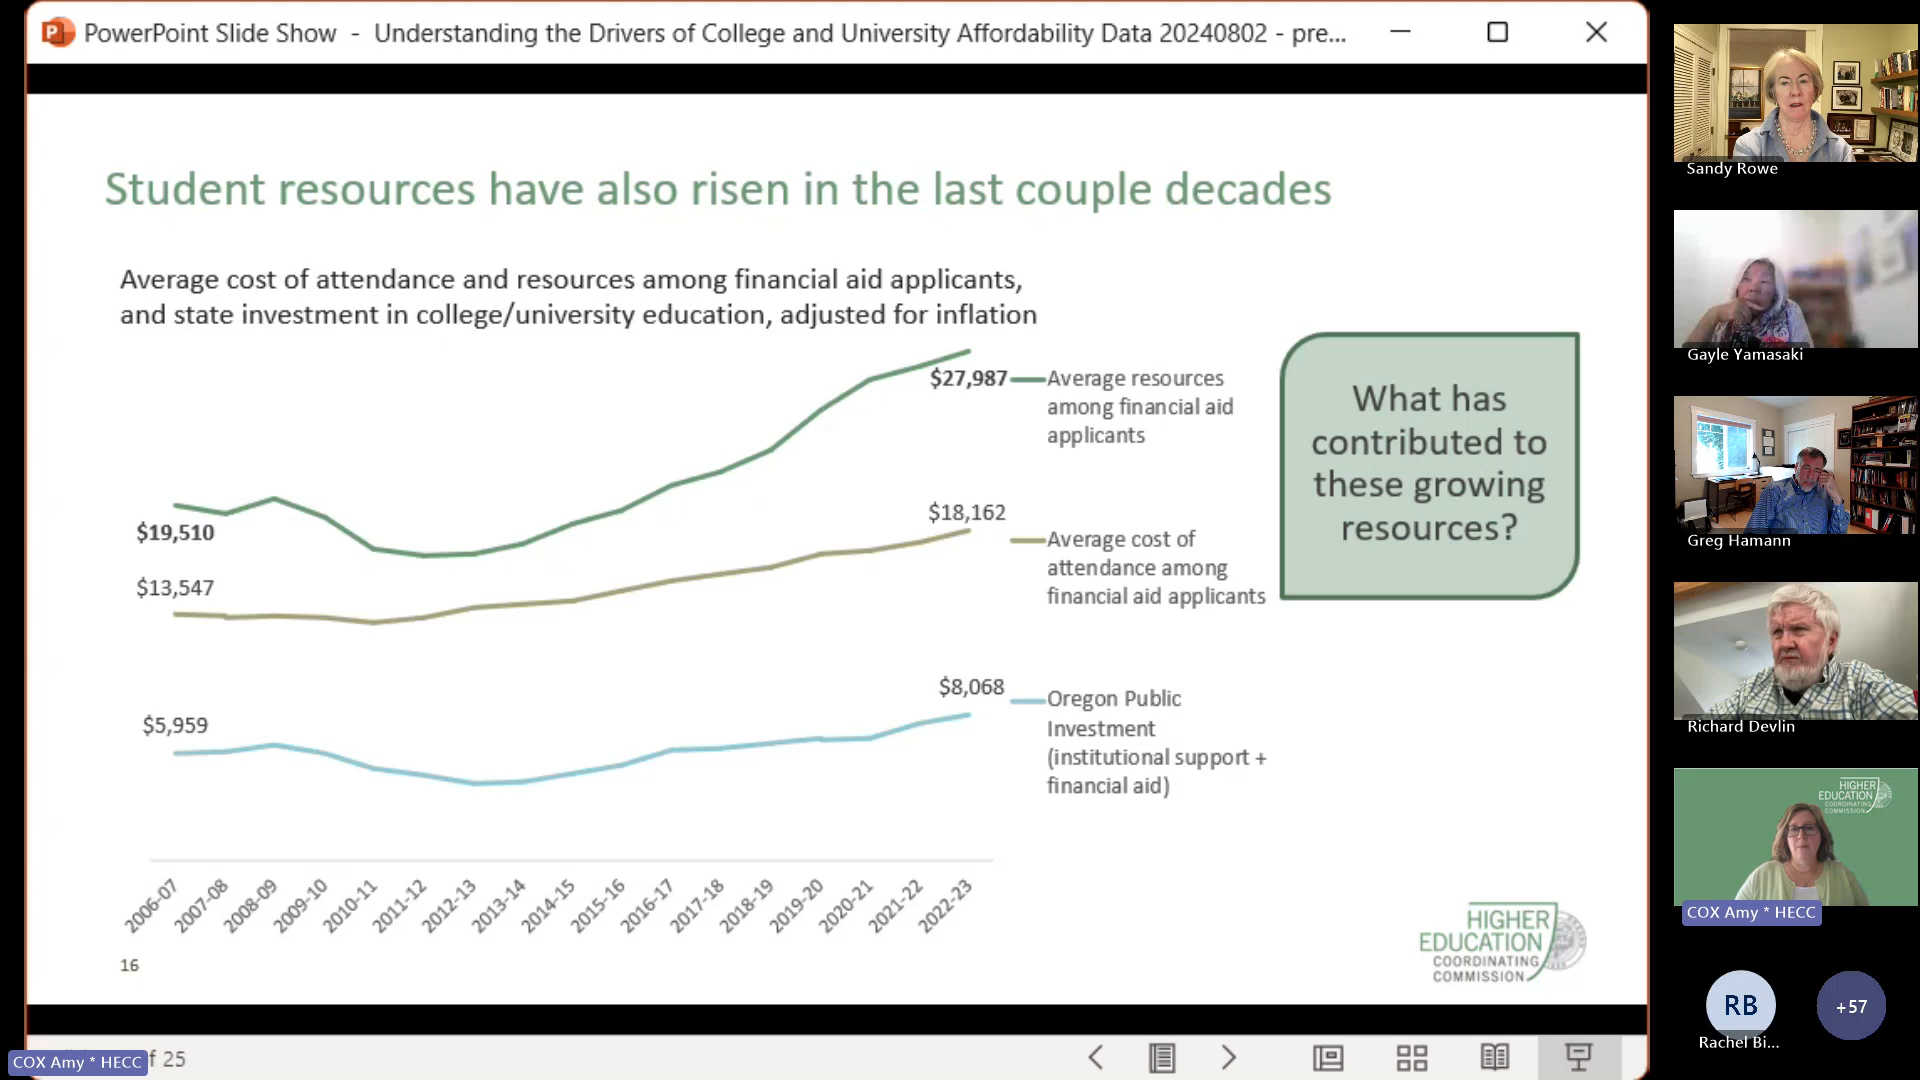 PowerPoint Slide Show - Understanding the Drivers of College and University Affordability Data 20240802 - pre...
Student resources have also risen in the last couple decades
Average cost of attendance and resources among financial aid applicants,
and state investment in college/university education, adjusted for inflation
$27,987
Average resources
among financial aid
applicants
$19,510
$18,162
Average cost of
attendance among
financial aid applicants
$13,547
$8,068
Oregon Public
Investment
(institutional support +
financial aid)
$5,959
2006-07
2007-08
2008-09
2009-10
2010-11
2011-12
2012-13
2013-14
2014-15
2015-16
2016-17
2017-18
2018-19
2019-20
2020-21
2021-22
2022-23
What has
contributed to
these growing
resources?
16
HIGHER
EDUCATION
COORDINATING
COMMISSION
COX Amy * HECC
f 25
Sandy Rowe
Gayle Yamasaki
Greg Hamann
Richard Devlin
HIGHER
EDUCATION
COORDINATING
COMMISSION
COX Amy * HECC
RB
Rachel Bi...
+57